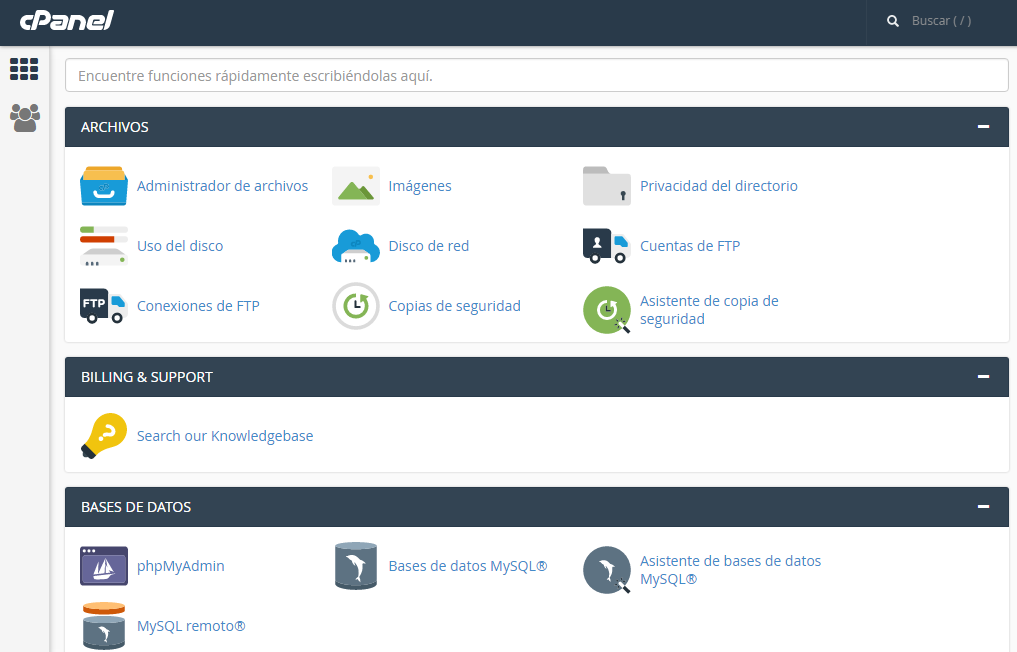 cPanel
Buscar ( / )
Encuentre funciones rápidamente escribiéndolas aquí.
ARCHIVOS
Administrador de archivos
Imágenes
Privacidad del directorio
Uso del disco
Disco de red
Cuentas de FTP
FTP
Conexiones de FTP
Copias de seguridad
Asistente de copia de
seguridad
BILLING & SUPPORT
Search our Knowledgebase
BASES DE DATOS
phpMyAdmin
Bases de datos MySQL®
Asistente de bases de datos
MySQL®
MySQL remoto®